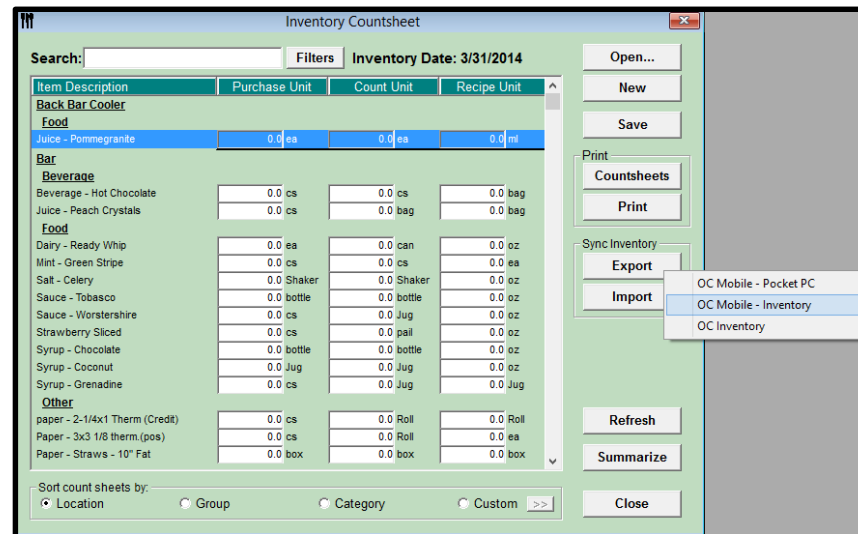 Inventory Countsheet
Search: Filters Inventory Date: 3/31/2014 Open...
Item Description Purchase Unit Count Unit Recipe Unit New
Back Bar Cooler
Food Save
Juice - Pommegranite 0.0 ea 0.0 ea 0.0 ml
Bar Print
Beverage Countsheets
Beverage - Hot Chocolate 0.0 cs 0.0 cs 0.0 bag
Juice - Peach Crystals 0.0 cs 0.0 bag 0.0 bag Print
Food
Dairy - Ready Whip 0.0 ea 0.0 can 0.0 oz Sync Inventory
Mint - Green Stripe 0.0 cs 0.0 cs 0.0 ea Export
Salt - Celery 0.0 Shaker 0.0 Shaker 0.0 oz OC Mobile - Pocket PC
Sauce - Tobasco 0.0 bottle 0.0 bottle 0.0 oz Import OC Mobile - Inventory
Sauce - Worstershire 0.0 cs 0.0 Jug 0.0 oz
Strawberry Sliced 0.0 cs 0.0 pail 0.0 oz OC Inventory
Syrup - Chocolate 0.0 bottle 0.0 bottle 0.0 oz
Syrup - Coconut 0.0 Jug 0.0 Jug 0.0 oz
Syrup - Grenadine 0.0 cs 0.0 Jug 0.0 Jug
Other
paper - 2-1/4x1 Therm (Credit) 0.0 cs 0.0 Roll 0.0 Roll Refresh
Paper - 3x3 1/8 therm.(pos) 0.0 cs 0.0 Roll 0.0 ea
Paper - Straws - 10" Fat 0.0 box 0.0 box 0.0 box Summarize
Sort count sheets by:
Location Group Category Custom >> Close